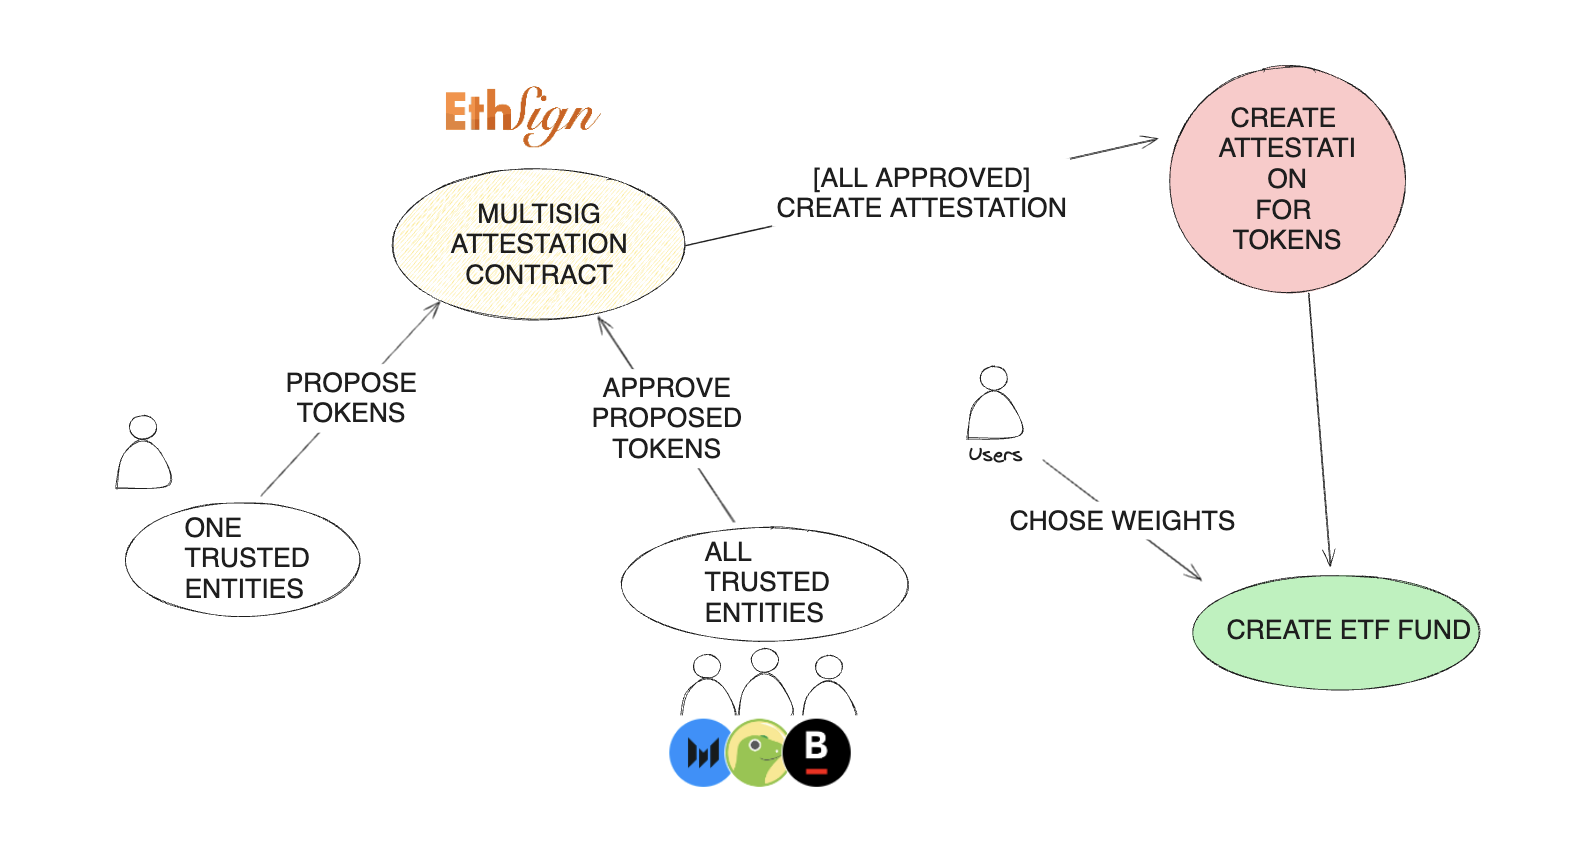 EthSign
MULTISIG
ATTESTATION
CONTRACT
[ALL APPROVED]
CREATE ATTESTATION
CREATE
ATTESTATI
ON
FOR
TOKENS
PROPOSE
TOKENS
APPROVE
PROPOSED
TOKENS
Users
CHOSE WEIGHTS
ONE
TRUSTED
ENTITIES
ALL
TRUSTED
ENTITIES
CREATE ETF FUND
B